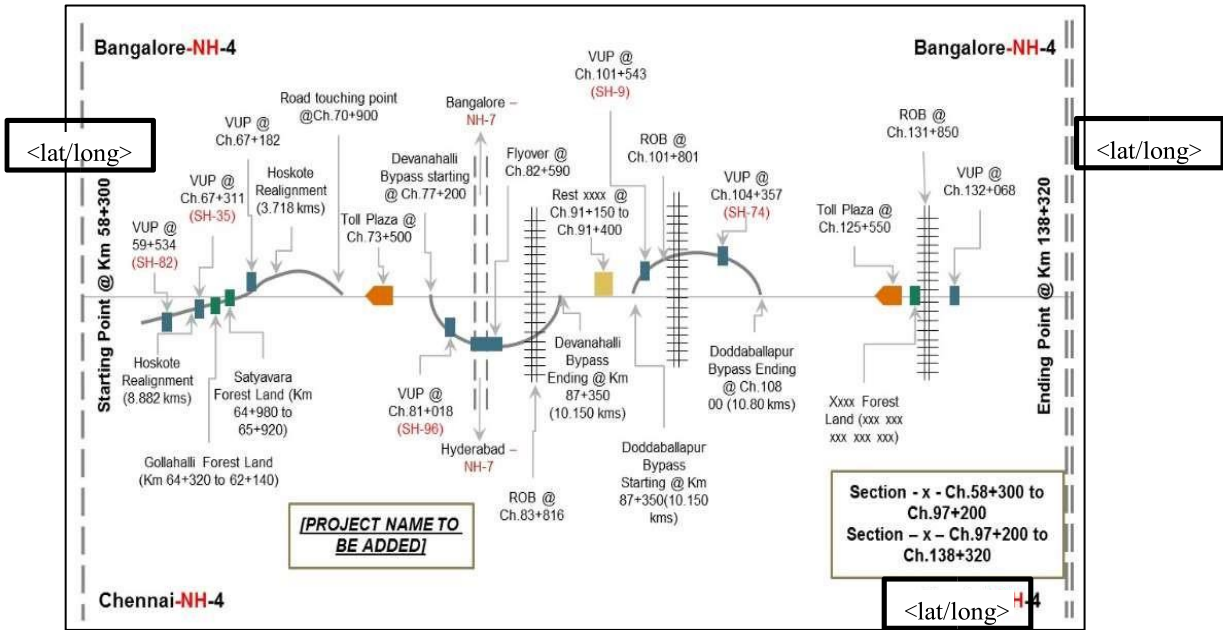 Bangalore-NH-4
Bangalore-NH-4
<lat/long>
<lat/long>
Starting Point @ Km 58+300
Ending Point @ Km 138+320
VUP @
59+534
(SH-82)
VUP @
Ch.67+311
(SH-35)
VUP @
Ch.67+182
Hoskote
Realignment
(3.718 kms)
Road touching point
@Ch.70+900
Toll Plaza @
Ch.73+500
Devanahalli
Bypass starting
@ Ch.77+200
Bangalore –
NH-7
Flyover @
Ch.82+590
Rest xxxx @
Ch.91+150 to
Ch.91+400
VUP @
Ch.101+543
(SH-9)
ROB @
Ch.101+801
VUP @
Ch.104+357
(SH-74)
Toll Plaza @
Ch.125+550
ROB @
Ch.131+850
VUP @
Ch.132+068
Hoskote
Realignment
(8.882 kms)
Satyavara
Forest Land (Km
64+980 to
65+920)
Gollahalli Forest Land
(Km 64+320 to 62+140)
VUP @
Ch.81+018
(SH-96)
Hyderabad –
NH-7
ROB @
Ch.83+816
Devanahalli
Bypass
Ending @ Km
87+350
(10.150 kms)
Doddaballapur
Bypass
Starting @ Km
87+350(10.150
kms)
Doddaballapur
Bypass Ending
@ Ch.108
00 (10.80 kms)
Xxxx Forest
Land (xxx xxx
xxx xxx xxx)
[PROJECT NAME TO
BE ADDED]
Section - x - Ch.58+300 to
Ch.97+200
Section – x – Ch.97+200 to
Ch.138+320
Chennai-NH-4
<lat/long>
H-4